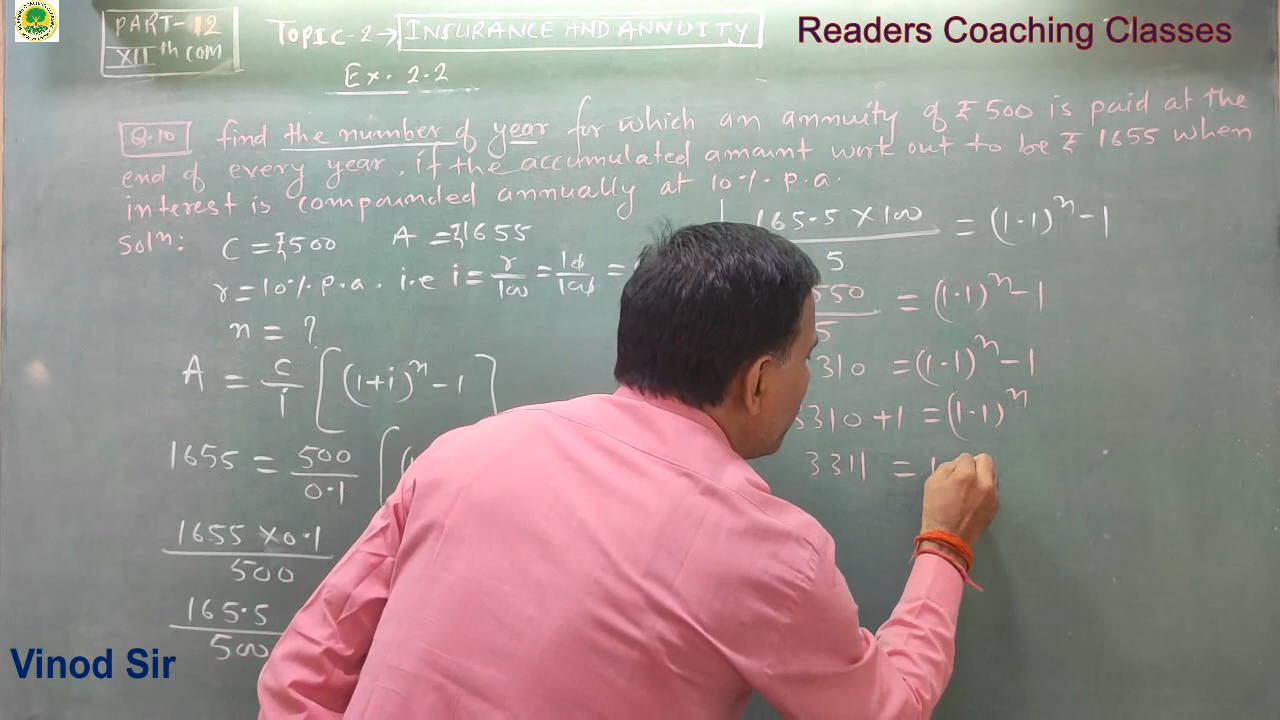 PART-12
XIIth COM
TOPIC-2→ INSURANCE AND ANNUITY
Readers Coaching Classes
Ex. 2.2
Q.10 find the number of year for which an annuity of ₹500 is paid at the
end of every year, if the accumulated amount work out to be ₹ 1655 when
interest is compounded annually at 10% p.a.
Soln: C = ₹500 A = ₹1655
r = 10% p.a. i.e i = r/100 = 10/100 =
n = ?
A = C/i [(1+i)^n - 1]
1655 = 500/0.1 [(
1655 × 0.1 / 500
165.5 / 500
165.5 × 100 / 5 = (1.1)^n - 1
550 / 5 = (1.1)^n - 1
310 = (1.1)^n - 1
3310 + 1 = (1.1)^n
3311 =
Vinod Sir